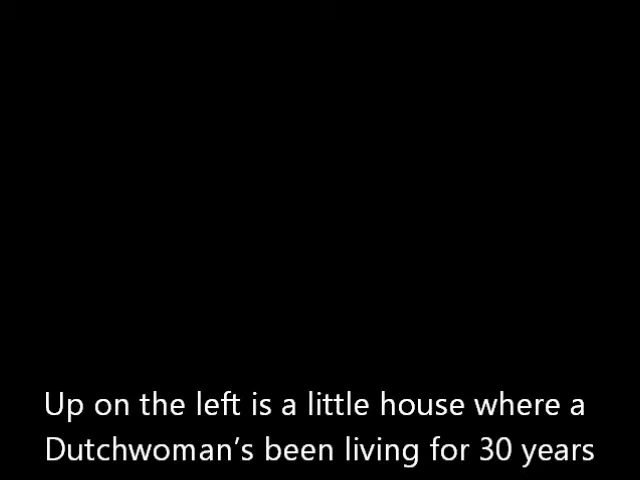 Up on the left is a little house where a
Dutchwoman’s been living for 30 years